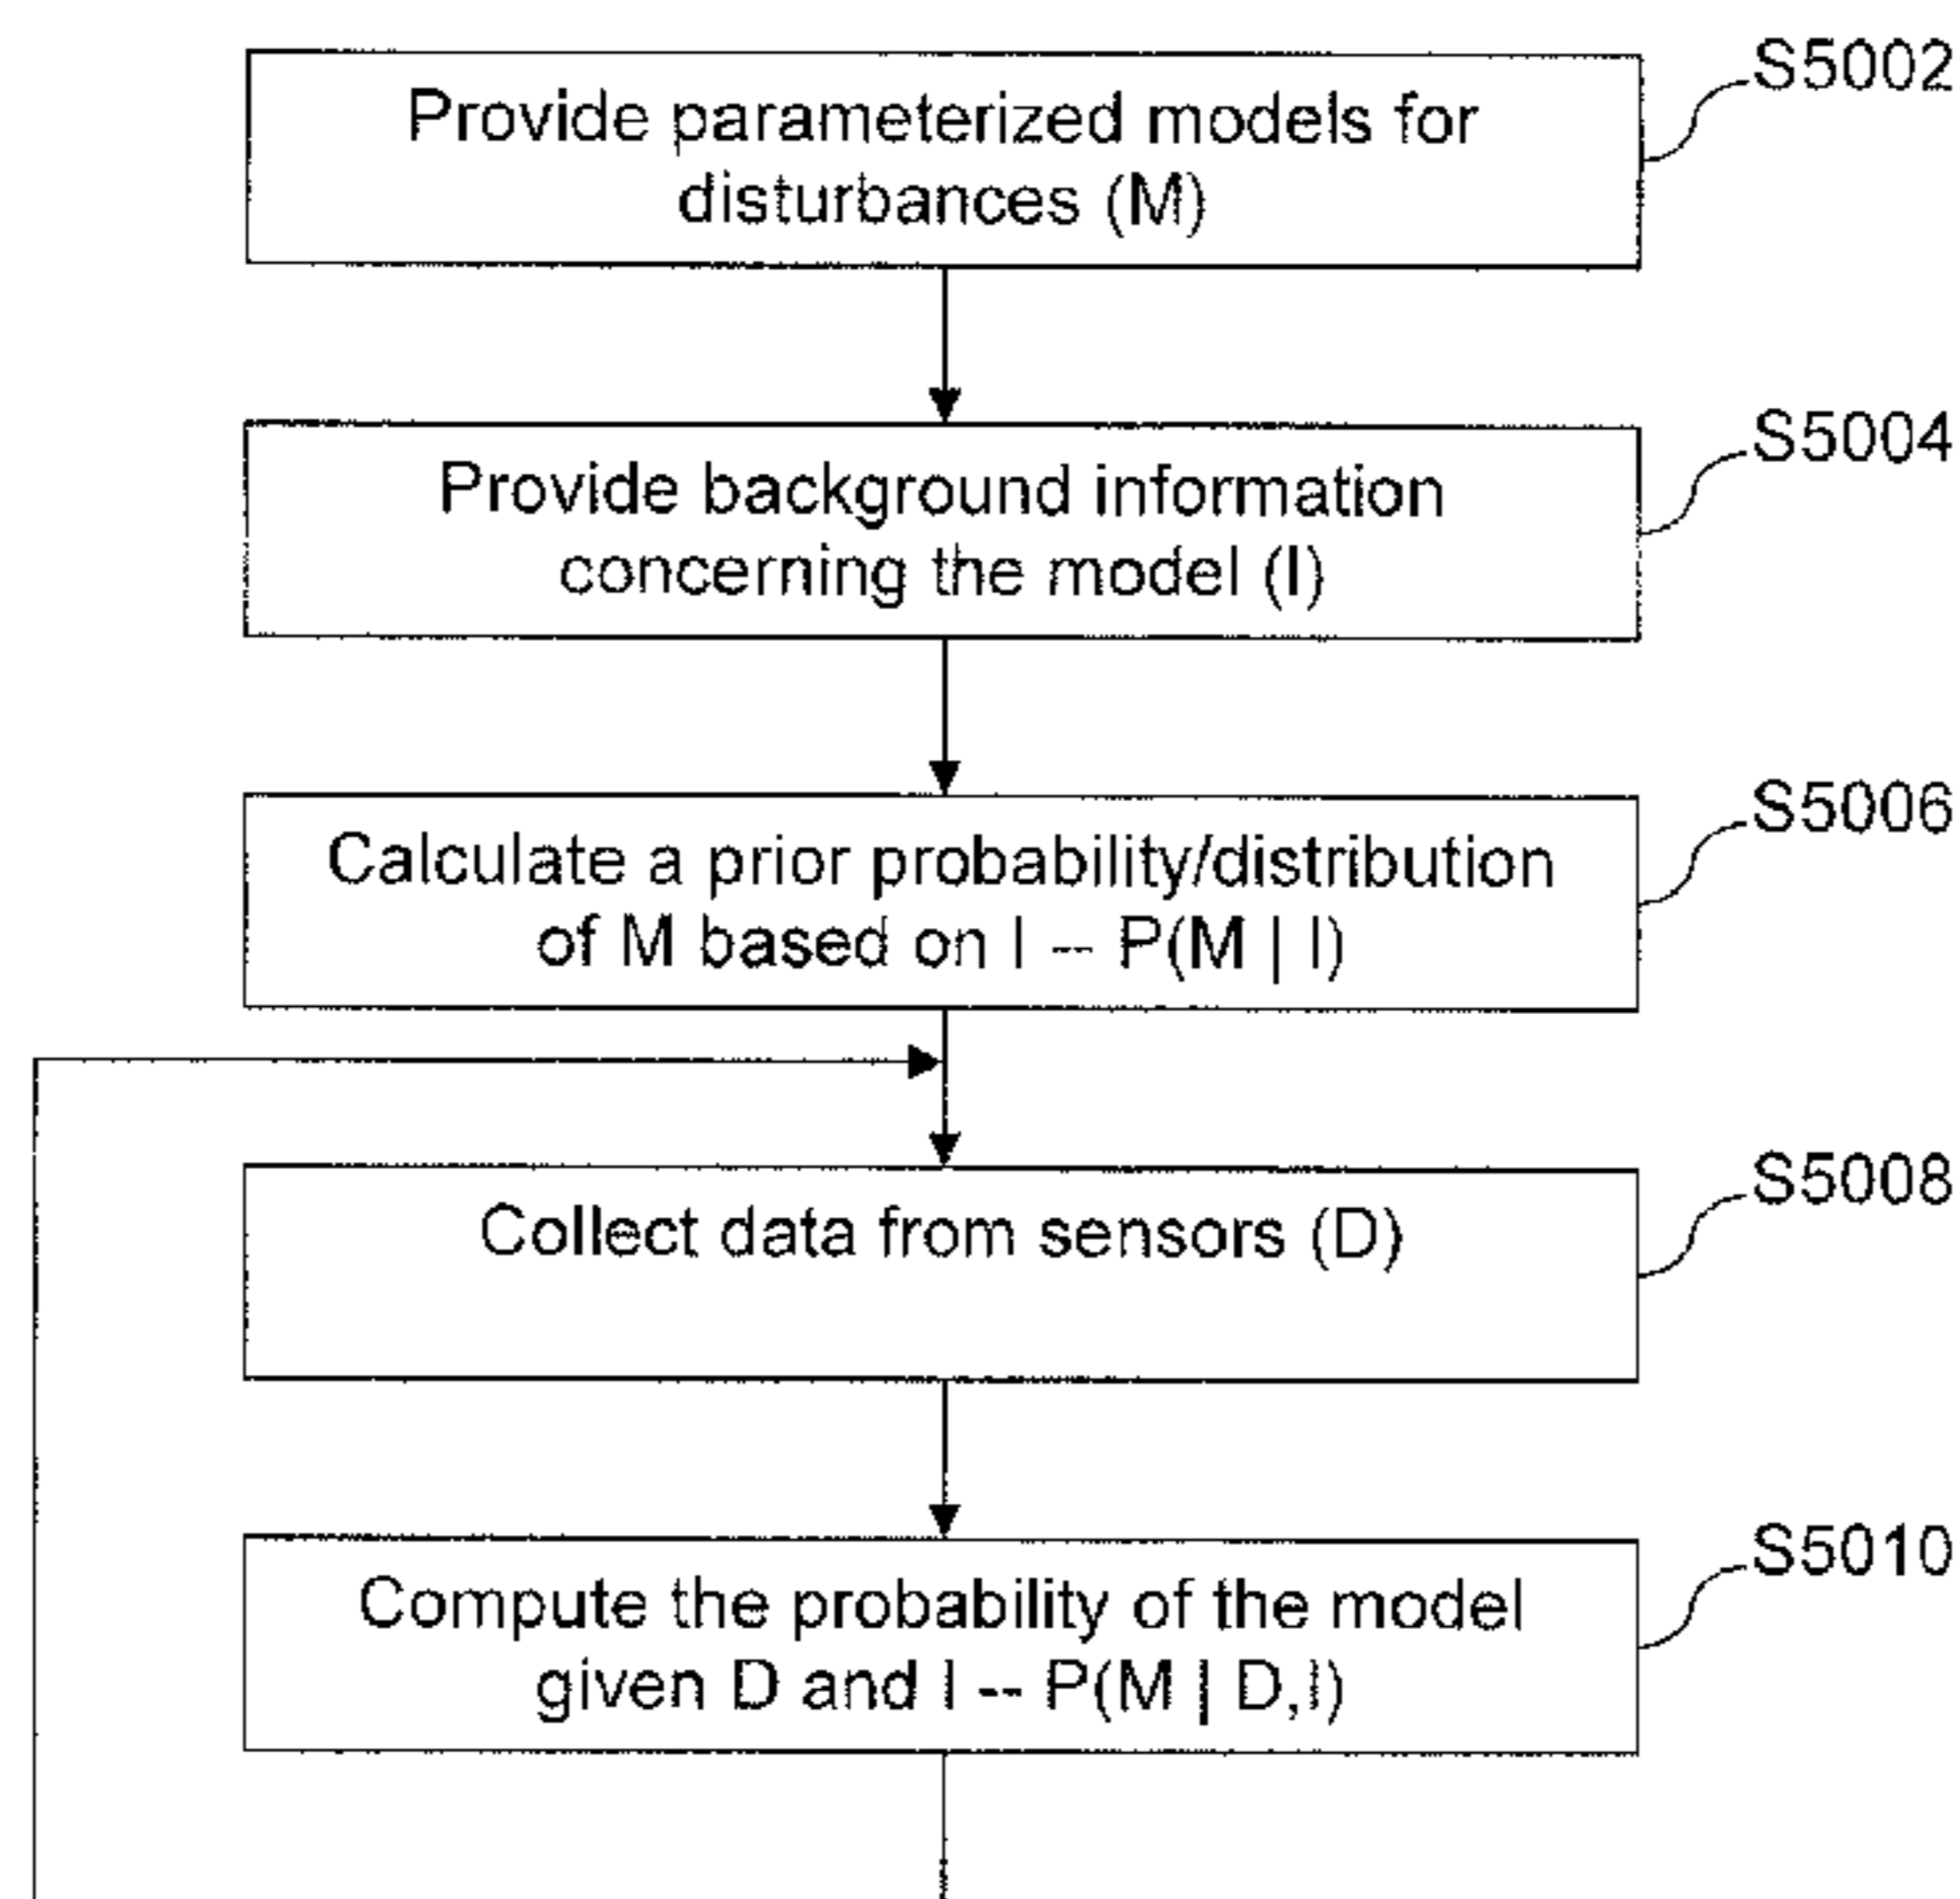 S5002
Provide parameterized models for
disturbances (M)
S5004
Provide background information
concerning the model (I)
S5006
Calculate a prior probability/distribution
of M based on I -- P(M | I)
S5008
Collect data from sensors (D)
S5010
Compute the probability of the model
given D and I -- P(M | D,I)